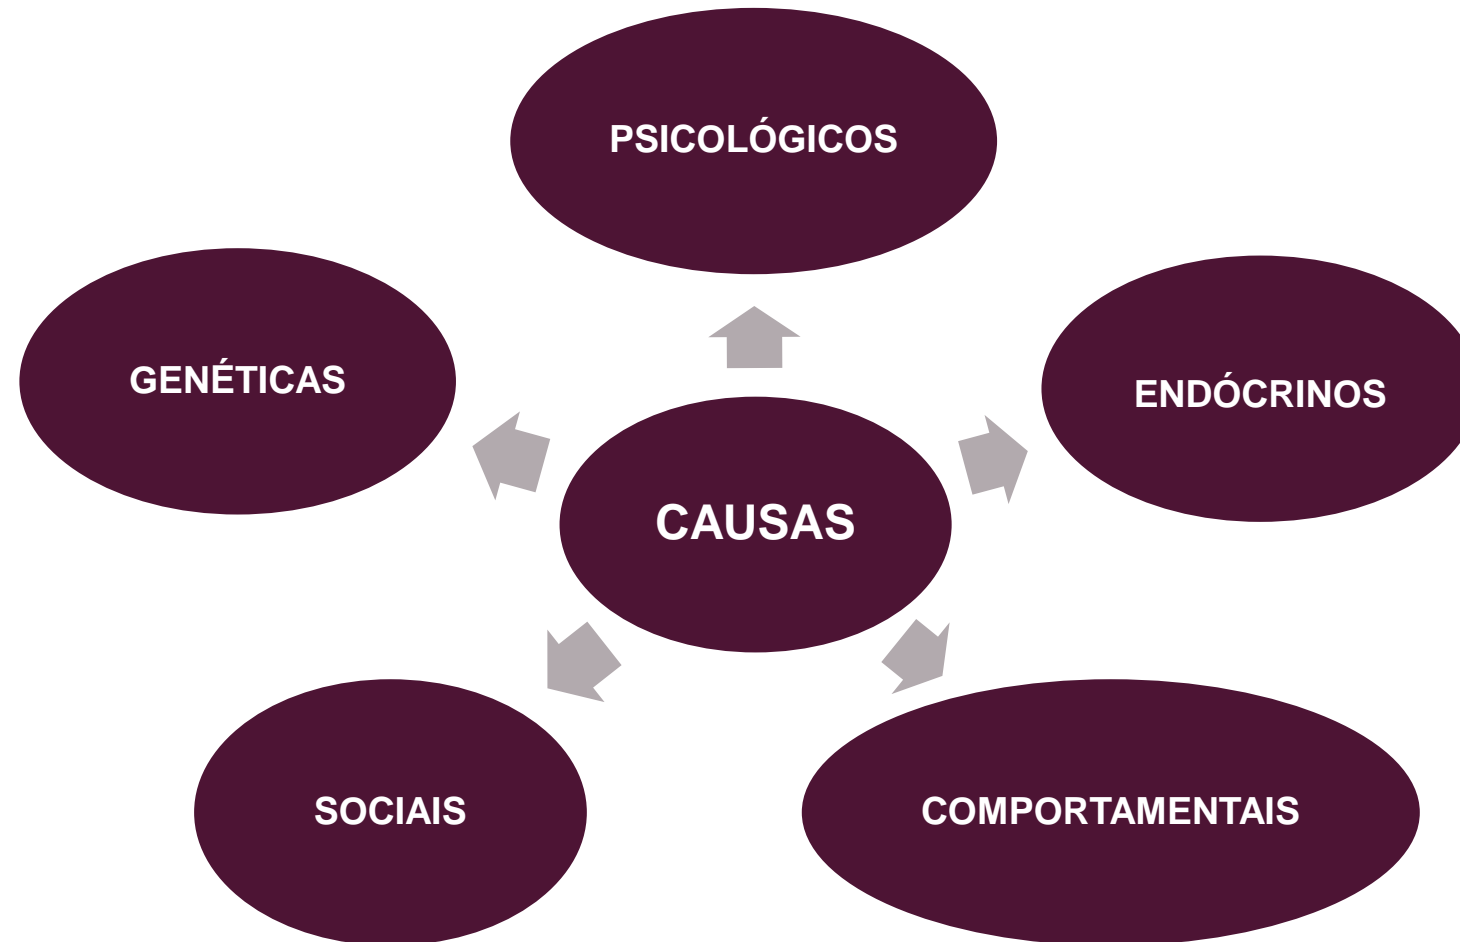 PSICOLÓGICOS
GENÉTICAS
ENDÓCRINOS
CAUSAS
SOCIAIS
COMPORTAMENTAIS